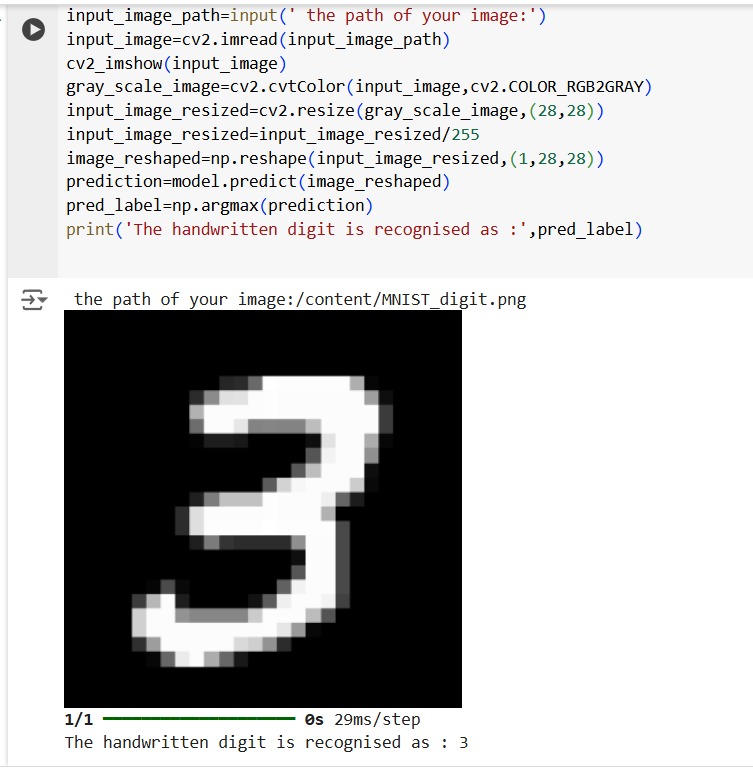 input_image_path=input(' the path of your image:')
input_image=cv2.imread(input_image_path)
cv2_imshow(input_image)
gray_scale_image=cv2.cvtColor(input_image,cv2.COLOR_RGB2GRAY)
input_image_resized=cv2.resize(gray_scale_image,(28,28))
input_image_resized=input_image_resized/255
image_reshaped=np.reshape(input_image_resized,(1,28,28))
prediction=model.predict(image_reshaped)
pred_label=np.argmax(prediction)
print('The handwritten digit is recognised as :',pred_label)
the path of your image:/content/MNIST_digit.png
3
1/1 0s 29ms/step
The handwritten digit is recognised as : 3